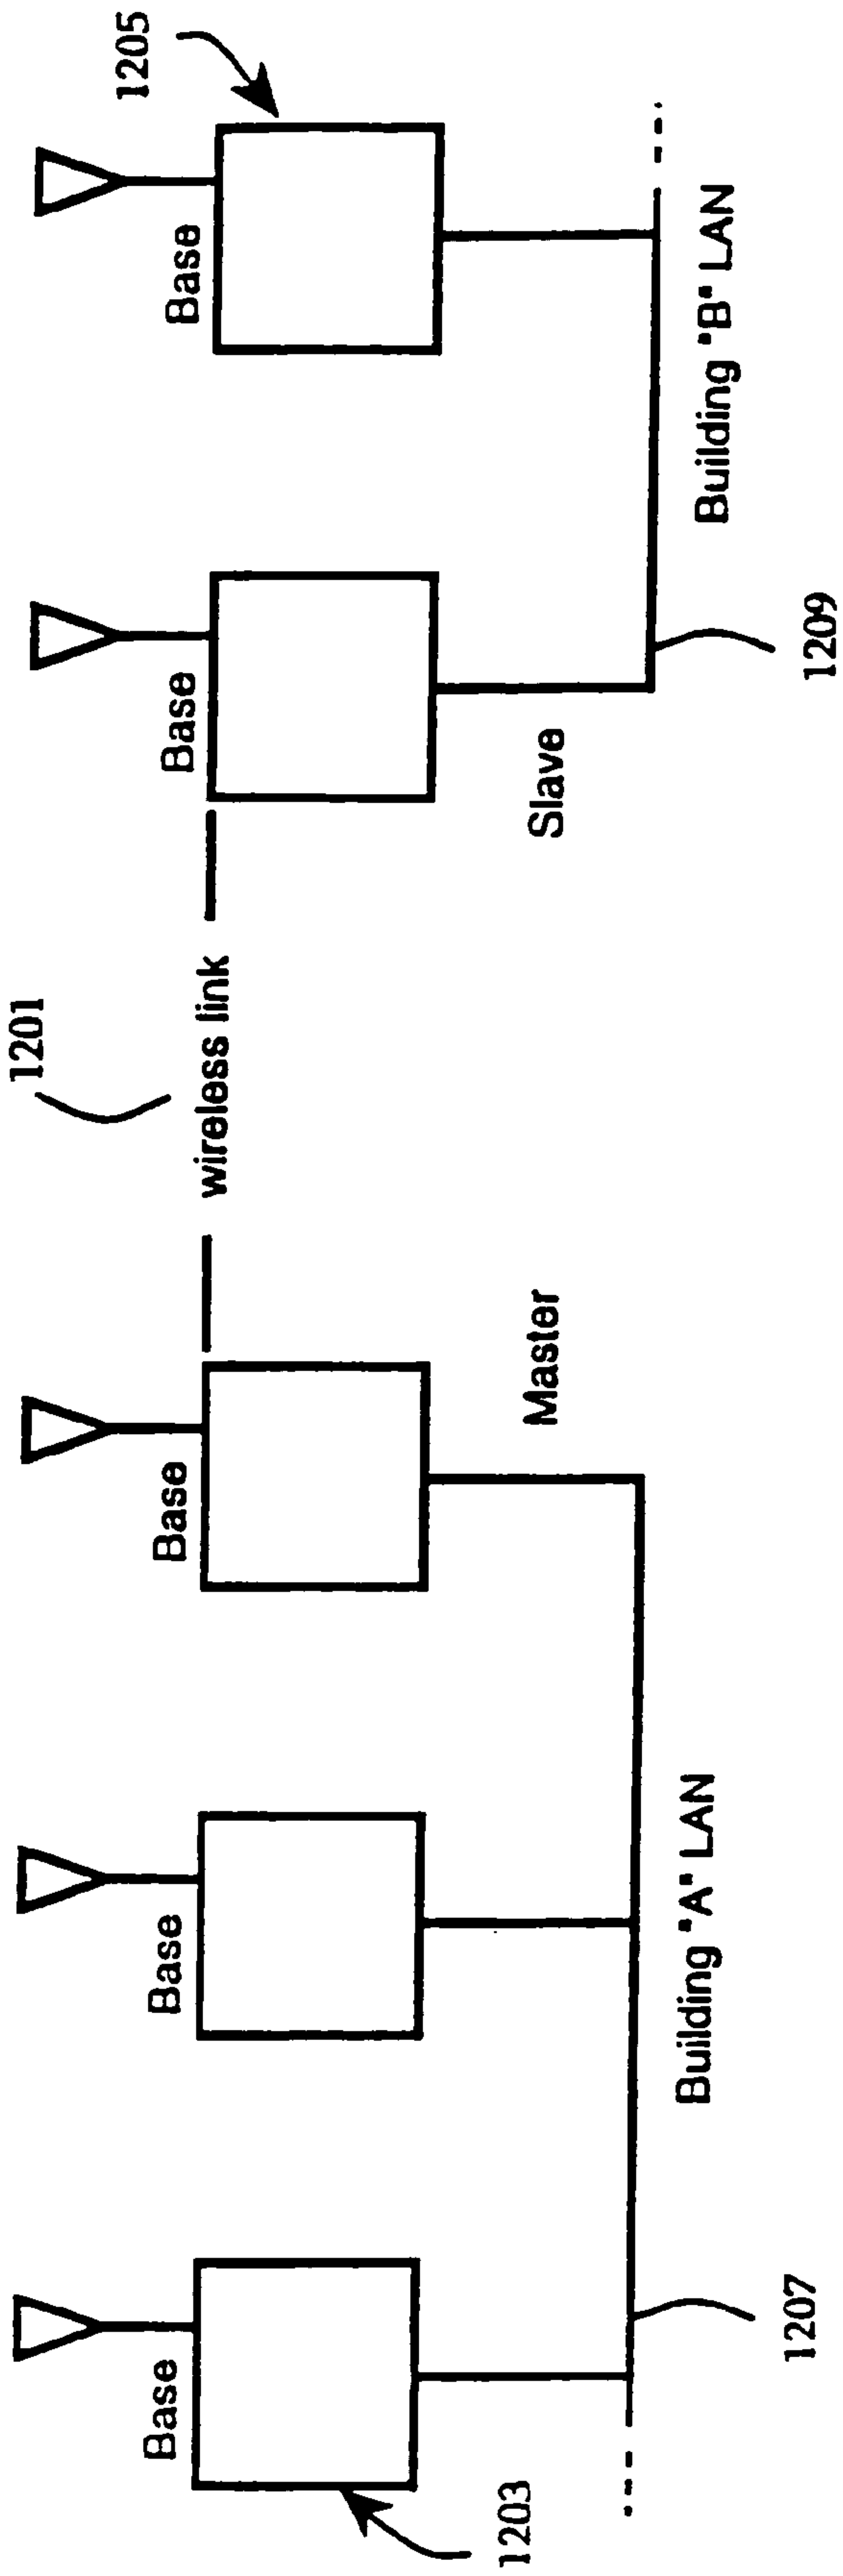 1203
Base
Base
Base
1201
wireless link
Base
Base
1205
Master
Slave
1207
Building "A" LAN
1209
Building "B" LAN